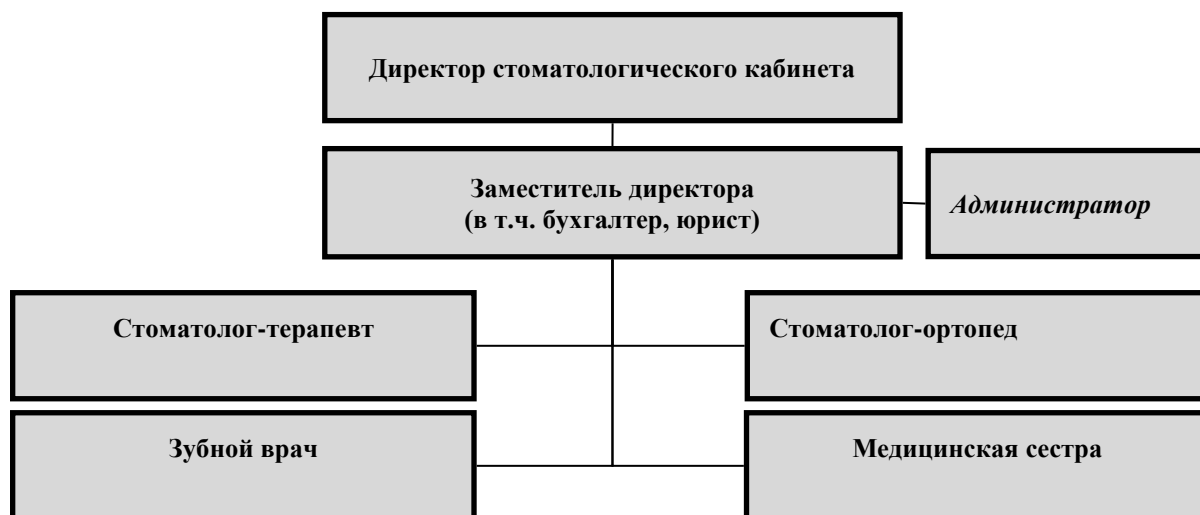 Директор стоматологического кабинета
Заместитель директора
(в т.ч. бухгалтер, юрист)
Администратор
Стоматолог-терапевт
Стоматолог-ортопед
Зубной врач
Медицинская сестра